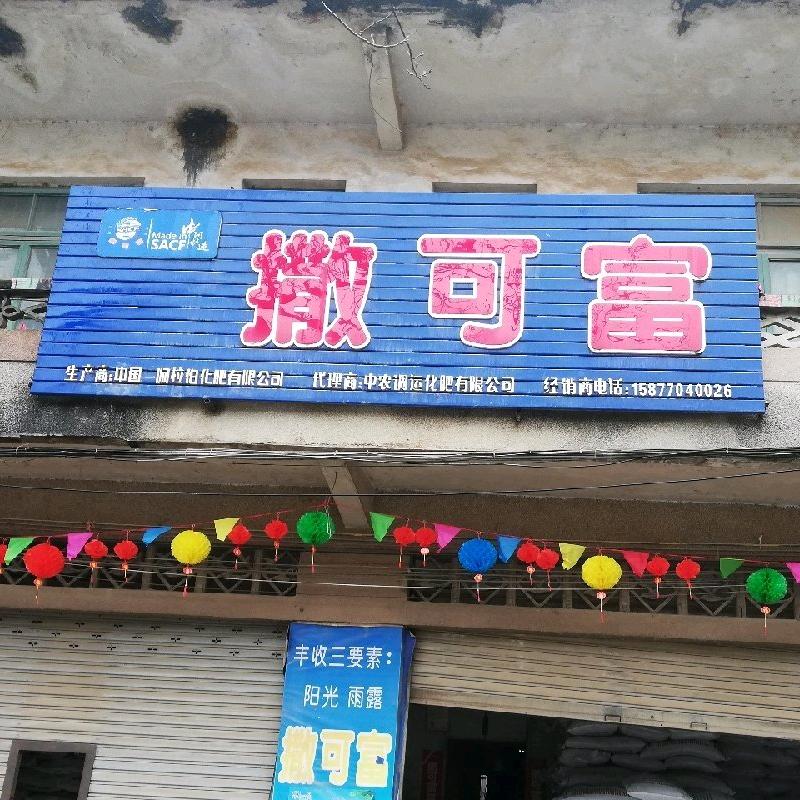 Made in
SACF
撒可富
生产商:中国—阿拉伯化肥有限公司 代理商:中农调运化肥有限公司 经销商电话:15877040026
丰收三要素:
阳光 雨露
撒可富